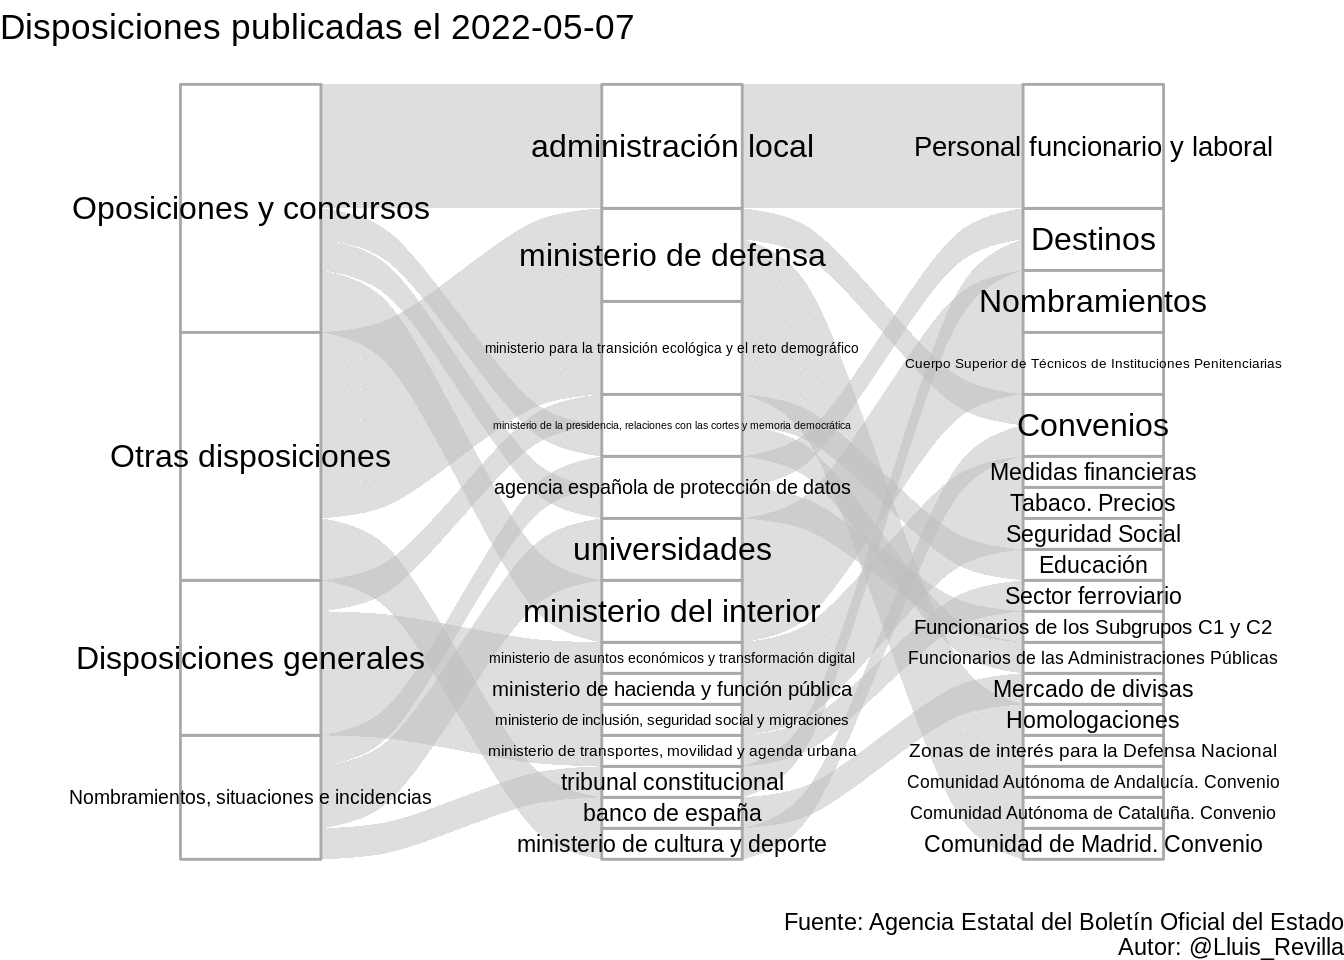 Disposiciones publicadas el 2022-05-07
Oposiciones y concursos
Otras disposiciones
Disposiciones generales
Nombramientos, situaciones e incidencias
administración local
ministerio de defensa
ministerio para la transición ecológica y el reto demográfico
ministerio de la presidencia, relaciones con las cortes y memoria democrática
agencia española de protección de datos
universidades
ministerio del interior
ministerio de asuntos económicos y transformación digital
ministerio de hacienda y función pública
ministerio de inclusión, seguridad social y migraciones
ministerio de transportes, movilidad y agenda urbana
tribunal constitucional
banco de españa
ministerio de cultura y deporte
Personal funcionario y laboral
Destinos
Nombramientos
Cuerpo Superior de Técnicos de Instituciones Penitenciarias
Convenios
Medidas financieras
Tabaco. Precios
Seguridad Social
Educación
Sector ferroviario
Funcionarios de los Subgrupos C1 y C2
Funcionarios de las Administraciones Públicas
Mercado de divisas
Homologaciones
Zonas de interés para la Defensa Nacional
Comunidad Autónoma de Andalucía. Convenio
Comunidad Autónoma de Cataluña. Convenio
Comunidad de Madrid. Convenio
Fuente: Agencia Estatal del Boletín Oficial del Estado
Autor: @Lluis_Revilla